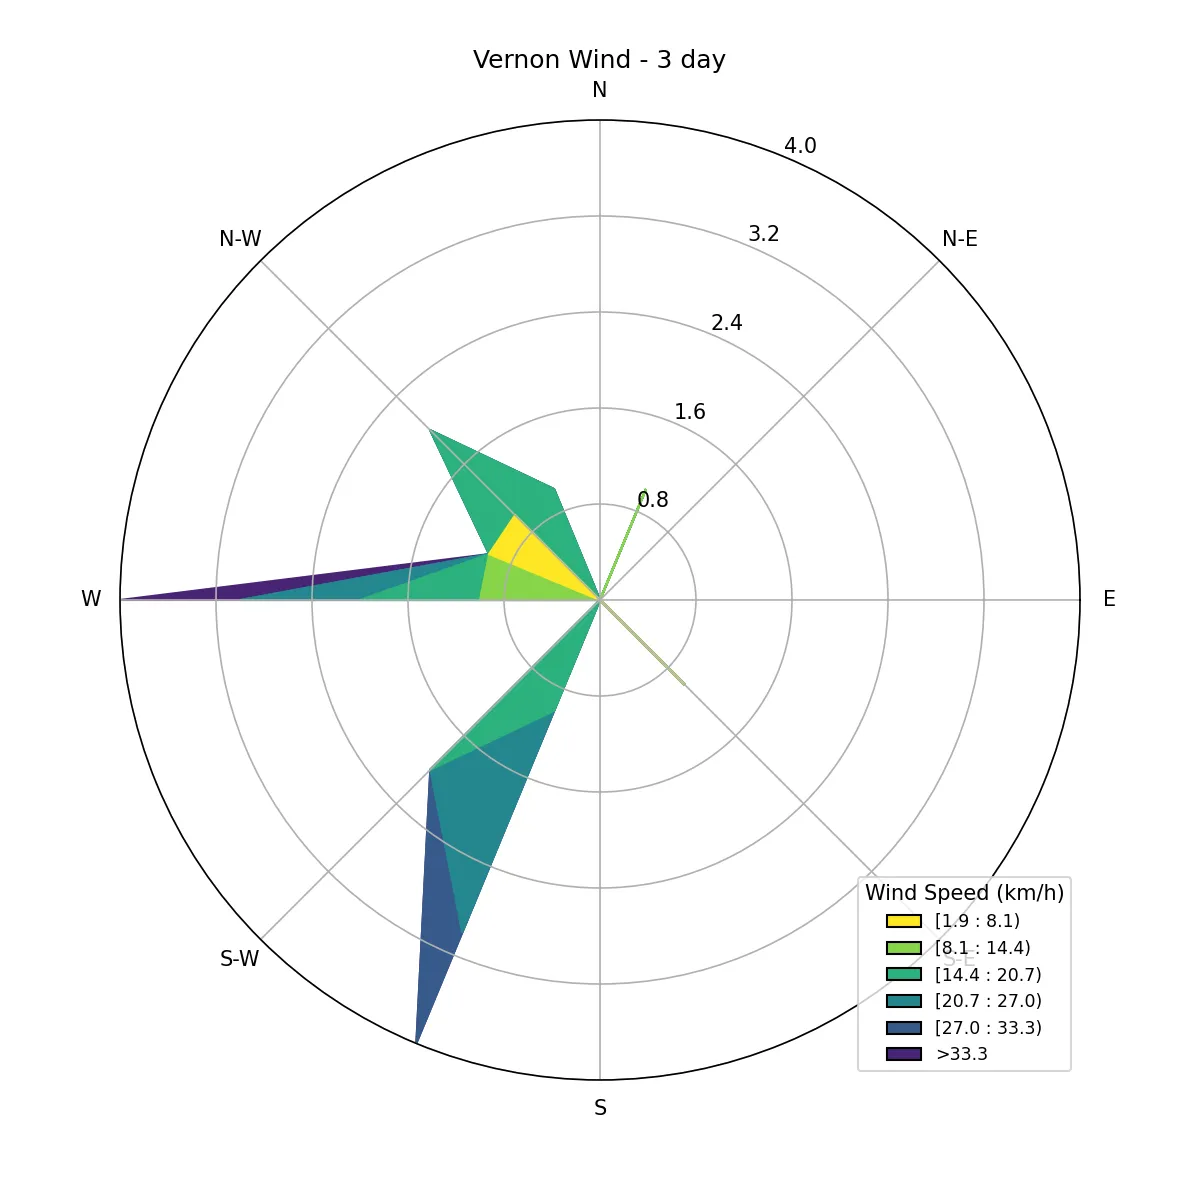 Vernon Wind - 3 day
N
4.0
N-W
3.2
N-E
2.4
1.6
0.8
W
E
S-W
S-E
Wind Speed (km/h)
[1.9 : 8.1)
[8.1 : 14.4)
[14.4 : 20.7)
[20.7 : 27.0)
[27.0 : 33.3)
>33.3
S